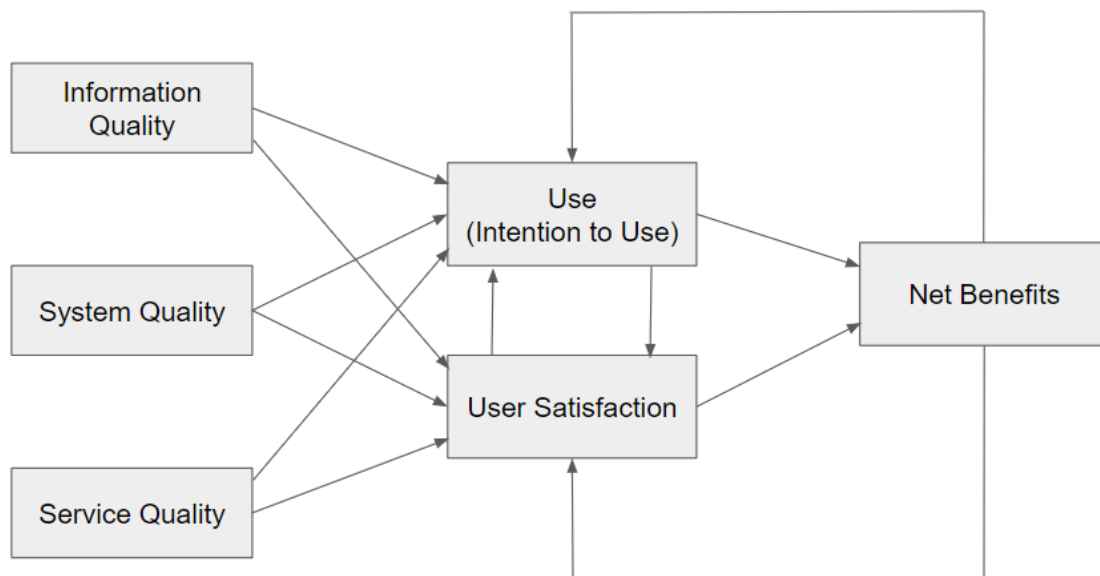 Information
Quality
Use
(Intention to Use)
System Quality
Net Benefits
User Satisfaction
Service Quality